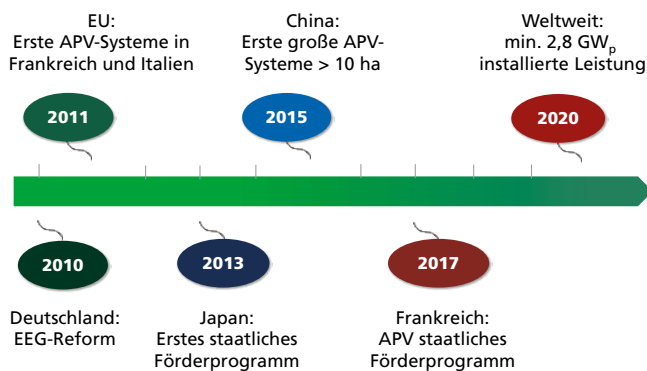 EU:
Erste APV-Systeme in
Frankreich und Italien
2011
China:
Erste große APV-
Systeme > 10 ha
2015
Weltweit:
min. 2,8 GWp
installierte Leistung
2020
2010
Deutschland:
EEG-Reform
2013
Japan:
Erstes staatliches
Förderprogramm
2017
Frankreich:
APV staatliches
Förderprogramm